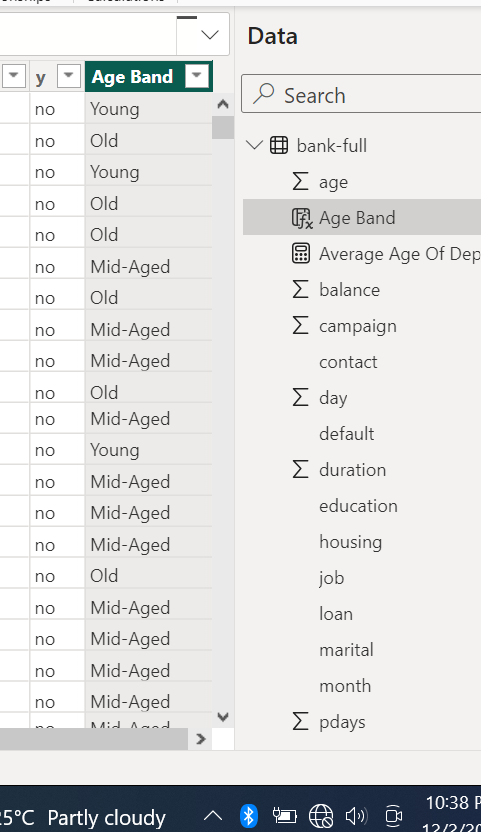 Data
y Age Band
Search
no Young
no Old
no Young
no Old
no Old
no Mid-Aged
no Old
no Mid-Aged
no Mid-Aged
no Old
no Mid-Aged
no Young
no Mid-Aged
no Mid-Aged
no Mid-Aged
no Old
no Mid-Aged
no Mid-Aged
no Mid-Aged
no Mid-Aged
no Mid-Aged
bank-full
age
Age Band
Average Age Of Dep
balance
campaign
contact
day
default
duration
education
housing
job
loan
marital
month
pdays
5°C Partly cloudy
10:38 P